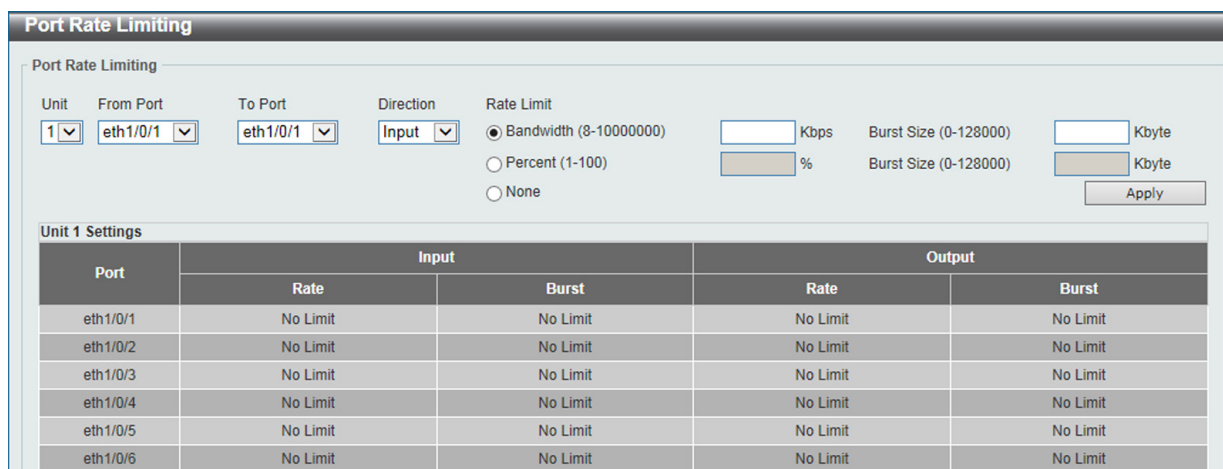 Port Rate Limiting
Port Rate Limiting
Unit From Port To Port Direction Rate Limit
1 eth1/0/1 eth1/0/1 Input Bandwidth (8-10000000) Kbps Burst Size (0-128000) Kbyte
Percent (1-100) % Burst Size (0-128000) Kbyte
None Apply
Unit 1 Settings
Port Input Output
Rate Burst Rate Burst
eth1/0/1 No Limit No Limit No Limit No Limit
eth1/0/2 No Limit No Limit No Limit No Limit
eth1/0/3 No Limit No Limit No Limit No Limit
eth1/0/4 No Limit No Limit No Limit No Limit
eth1/0/5 No Limit No Limit No Limit No Limit
eth1/0/6 No Limit No Limit No Limit No Limit